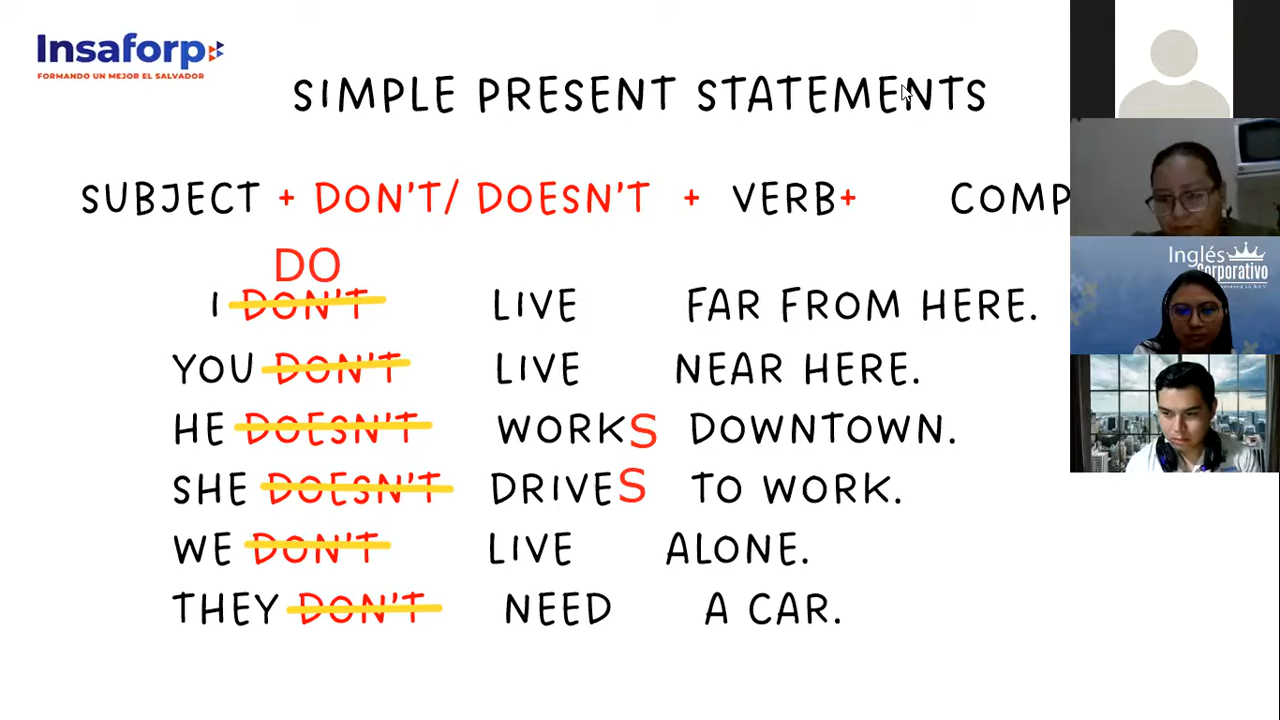 Insaforp
FORMANDO UN MEJOR EL SALVADOR
SIMPLE PRESENT STATEMENTS
SUBJECT + DON'T/ DOESN'T + VERB+ COMP
DO
I DON'T LIVE FAR FROM HERE.
YOU DON'T LIVE NEAR HERE.
HE DOESN'T WORKS DOWNTOWN.
SHE DOESN'T DRIVES TO WORK.
WE DON'T LIVE ALONE.
THEY DON'T NEED A CAR.
Inglés
Corporativo